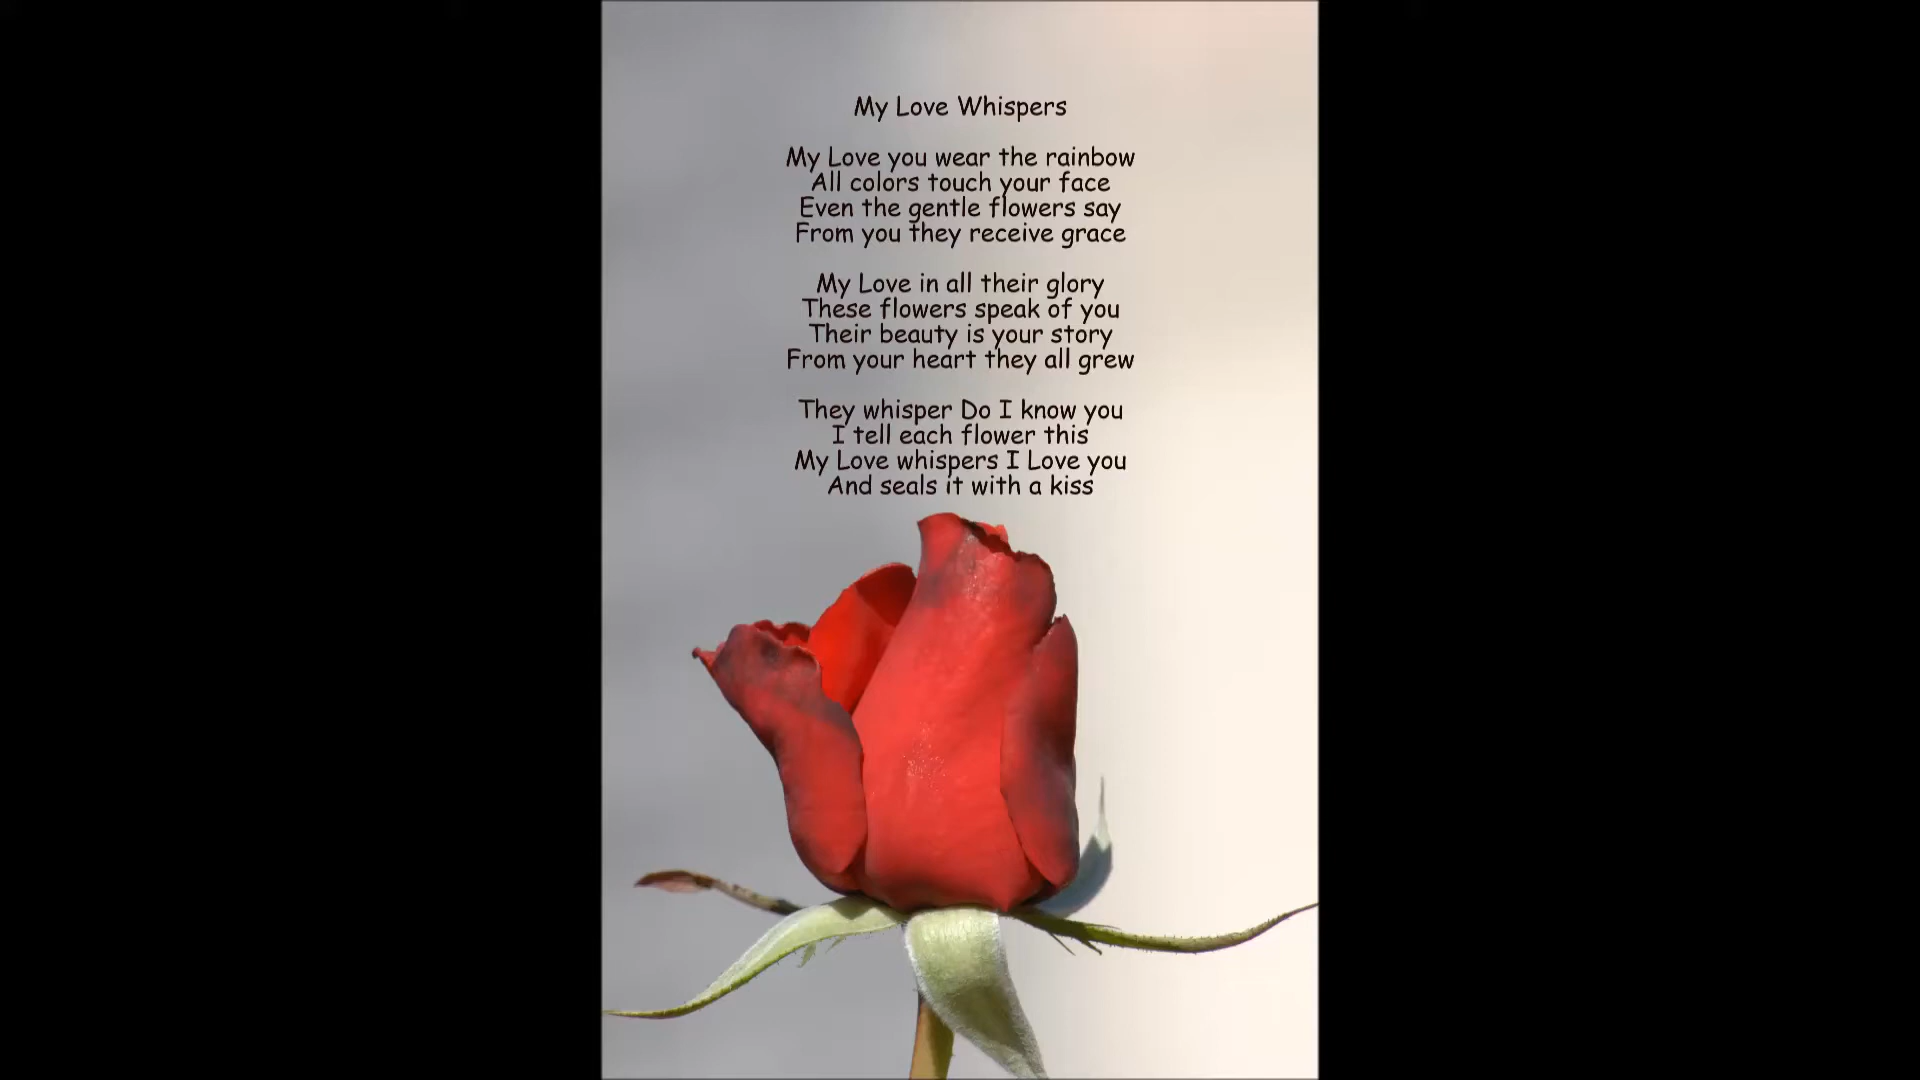 My Love Whispers
My Love you wear the rainbow
All colors touch your face
Even the gentle flowers say
From you they receive grace
My Love in all their glory
These flowers speak of you
Their beauty is your story
From your heart they all grew
They whisper Do I know you
I tell each flower this
My Love whispers I Love you
And seals it with a kiss